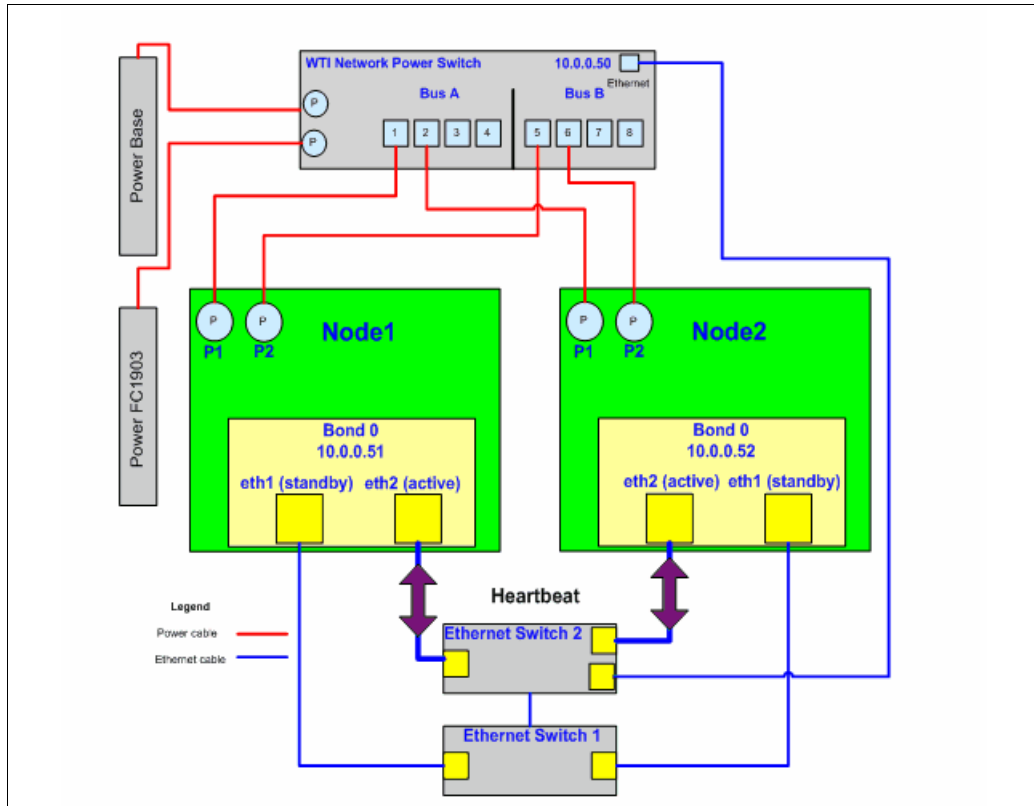 WTI Network Power Switch 10.0.0.50
Ethernet
Bus A Bus B
P
P
1 2 3 4 5 6 7 8
Power Base
Power FC1903
P P
P1 P2
Node1
P P
P1 P2
Node2
Bond 0
10.0.0.51
eth1 (standby) eth2 (active)
Bond 0
10.0.0.52
eth2 (active) eth1 (standby)
Heartbeat
Legend
Power cable
Ethernet cable
Ethernet Switch 2
Ethernet Switch 1